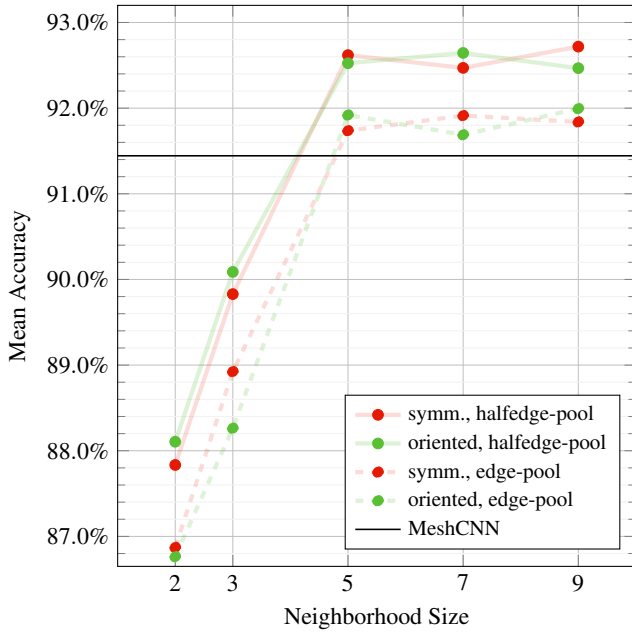 93.0%
92.0%
91.0%
90.0%
89.0%
88.0%
87.0%
Mean Accuracy
symm., halfedge-pool
oriented, halfedge-pool
symm., edge-pool
oriented, edge-pool
MeshCNN
2 3 5 7 9
Neighborhood Size